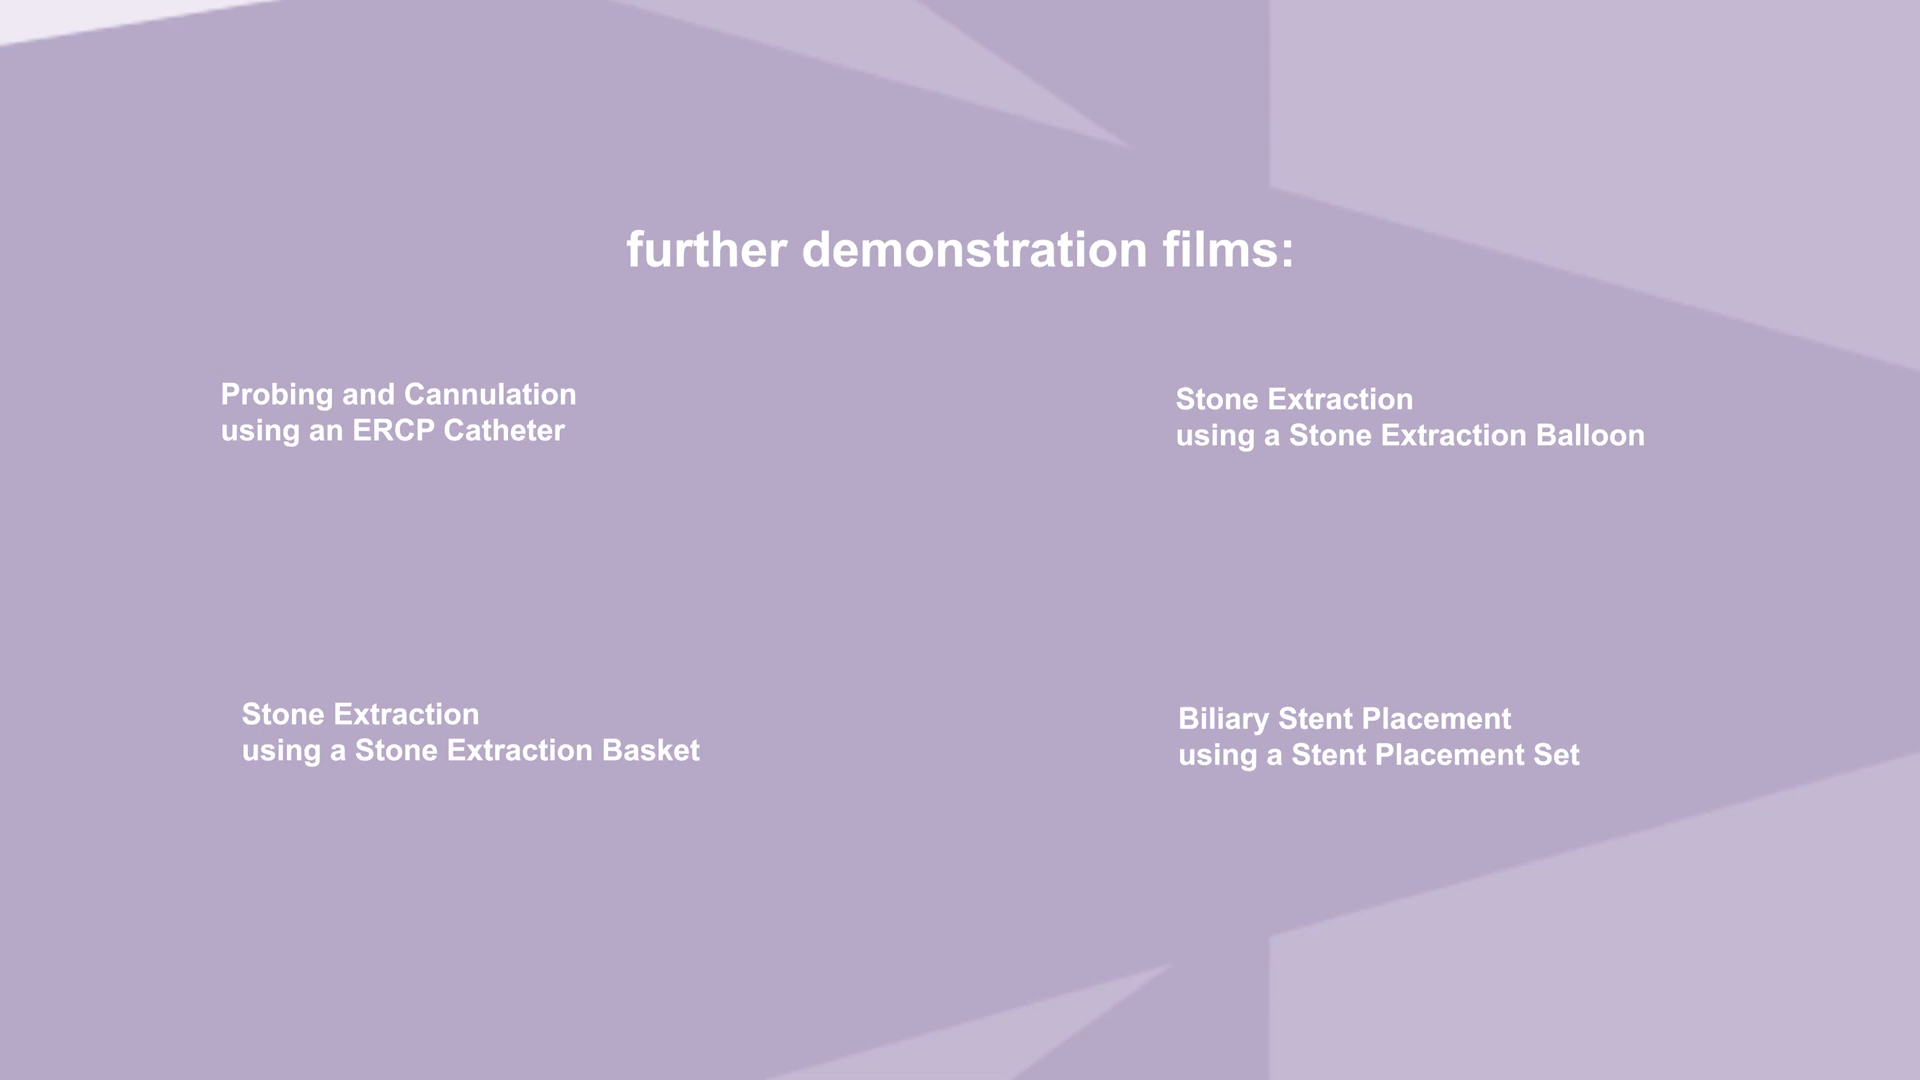 further demonstration films:
Probing and Cannulation
using an ERCP Catheter
Stone Extraction
using a Stone Extraction Balloon
Stone Extraction
using a Stone Extraction Basket
Biliary Stent Placement
using a Stent Placement Set